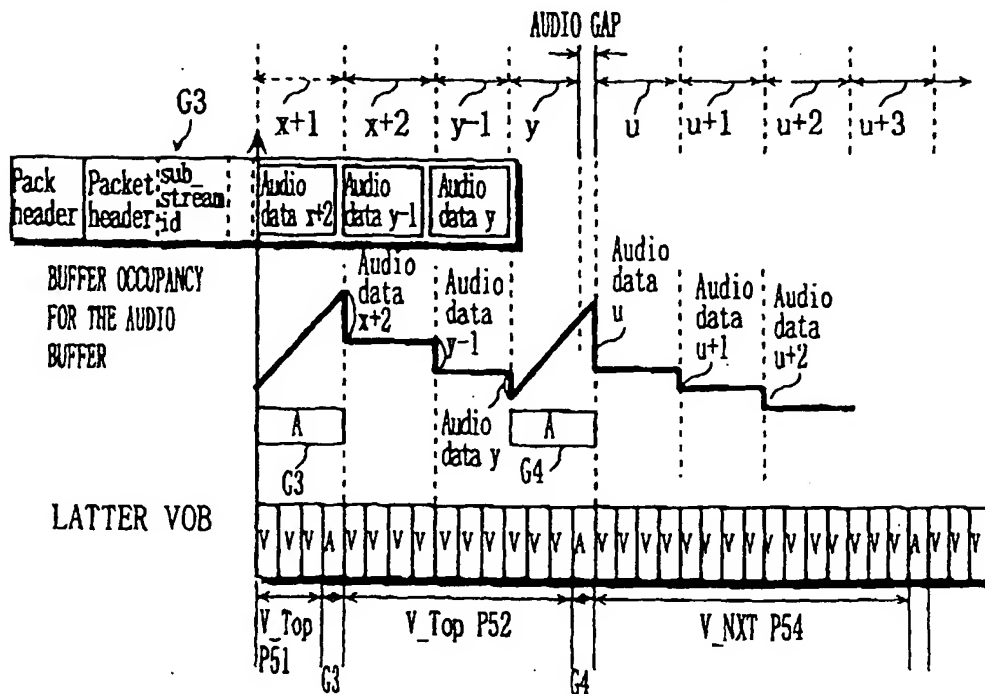 AUDIO GAP
x+1 x+2 y-1 y u u+1 u+2 u+3
G3
Pack header
Packet header
sub_stream id
Audio data x+2
Audio data y-1
Audio data y
BUFFER OCCUPANCY
FOR THE AUDIO
BUFFER
Audio data x+2
Audio data y-1
Audio data y
Audio data u
Audio data u+1
Audio data u+2
A
G3
A
G4
LATTER VOB
V V V A V V V V V V V V V V V A V V V V V V V V V V V V V V V A V V V
V_Top P51
G3
V_Top P52
G4
V_NXT P54